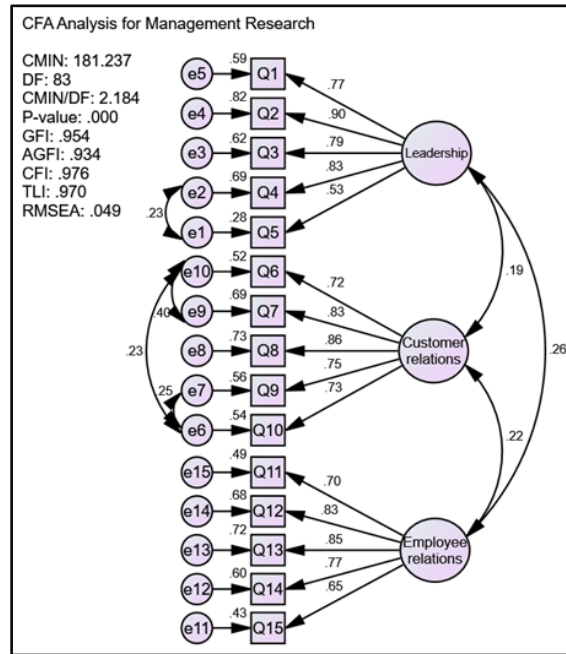 CFA Analysis for Management Research
CMIN: 181.237
DF: 83
CMIN/DF: 2.184
P-value: .000
GFI: .954
AGFI: .934
CFI: .976
TLI: .970
RMSEA: .049
e5 .59 Q1 .77
e4 .82 Q2 .90
e3 .62 Q3 .79
Leadership
e2 .69 Q4 .83
.23
e1 .28 Q5 .53
e10 .52 Q6 .72
.19
.40
e9 .69 Q7 .83
e8 .73 Q8 .86
Customer
relations
.23
.26
e7 .56 Q9 .75
.25
e6 .54 Q10 .73
.22
e15 .49 Q11 .70
e14 .68 Q12 .83
e13 .72 Q13 .85
Employee
relations
e12 .60 Q14 .77
e11 .43 Q15 .65